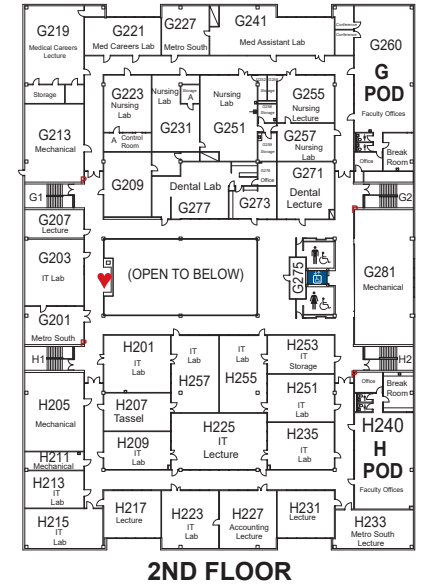 G219
Medical Careers
Lecture
G221
Med Careers Lab
G227
Metro South
G241
Med Assistant Lab
Conference
Conference
G260
G
POD
Faculty Offices
Office
Break
Room
Storage
G213
Mechanical
G223
Nursing
Lab
A
Control
Room
Nursing
Lab
Storage
A
G231
Nursing
Lab
G251
Storage
Storage
G255
Nursing
Lecture
G257
Nursing
Lab
G209
Dental Lab
G277
G273
Office
G271
Dental
Lecture
G1
G2
G207
Lecture
G203
IT Lab
(OPEN TO BELOW)
G275
G281
Mechanical
G201
Metro South
H1
H2
H201
IT
Lab
IT
Lab
H257
IT
Lab
H255
H253
IT
Storage
H251
IT
Lab
Office
Break
Room
H205
Mechanical
H207
Tassel
H225
IT
Lecture
H235
IT
Lab
H240
H
POD
Faculty Offices
H209
IT
Lab
H211
Mechanical
H213
IT
Lab
H215
IT
Lab
H217
Lecture
H223
IT
Lab
H227
Accounting
Lecture
H231
Lecture
H233
Metro South
Lecture
2ND FLOOR